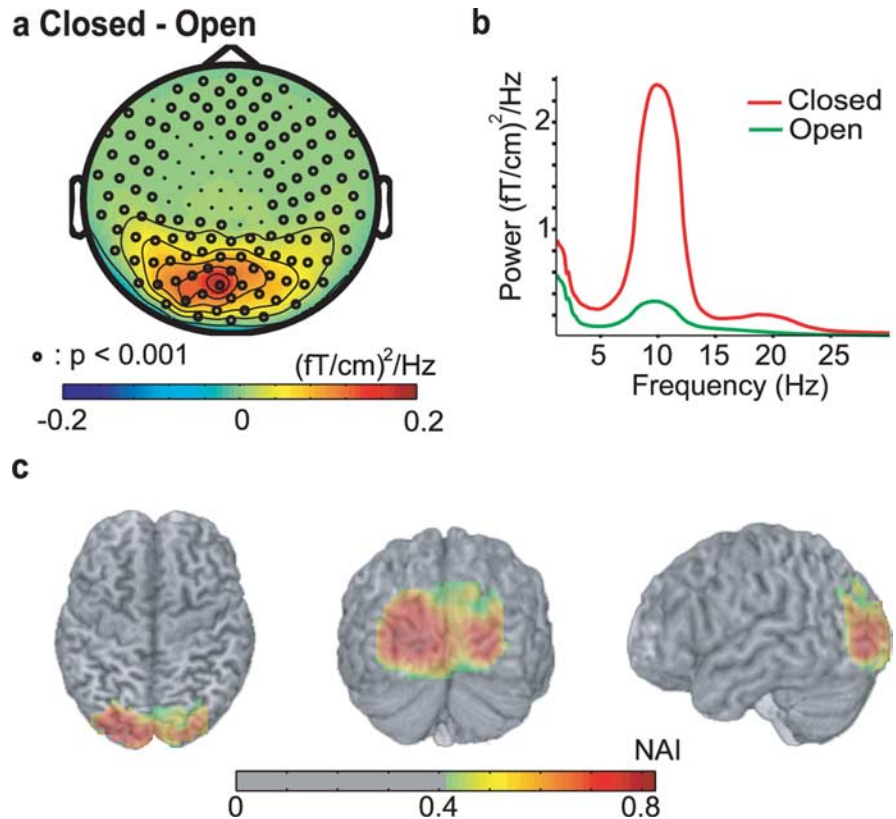 a Closed - Open
: p < 0.001
(fT/cm)²/Hz
-0.2 0 0.2
b
Power (fT/cm)²/Hz
2
1
Closed
Open
5 10 15 20 25
Frequency (Hz)
c
NAI
0 0.4 0.8